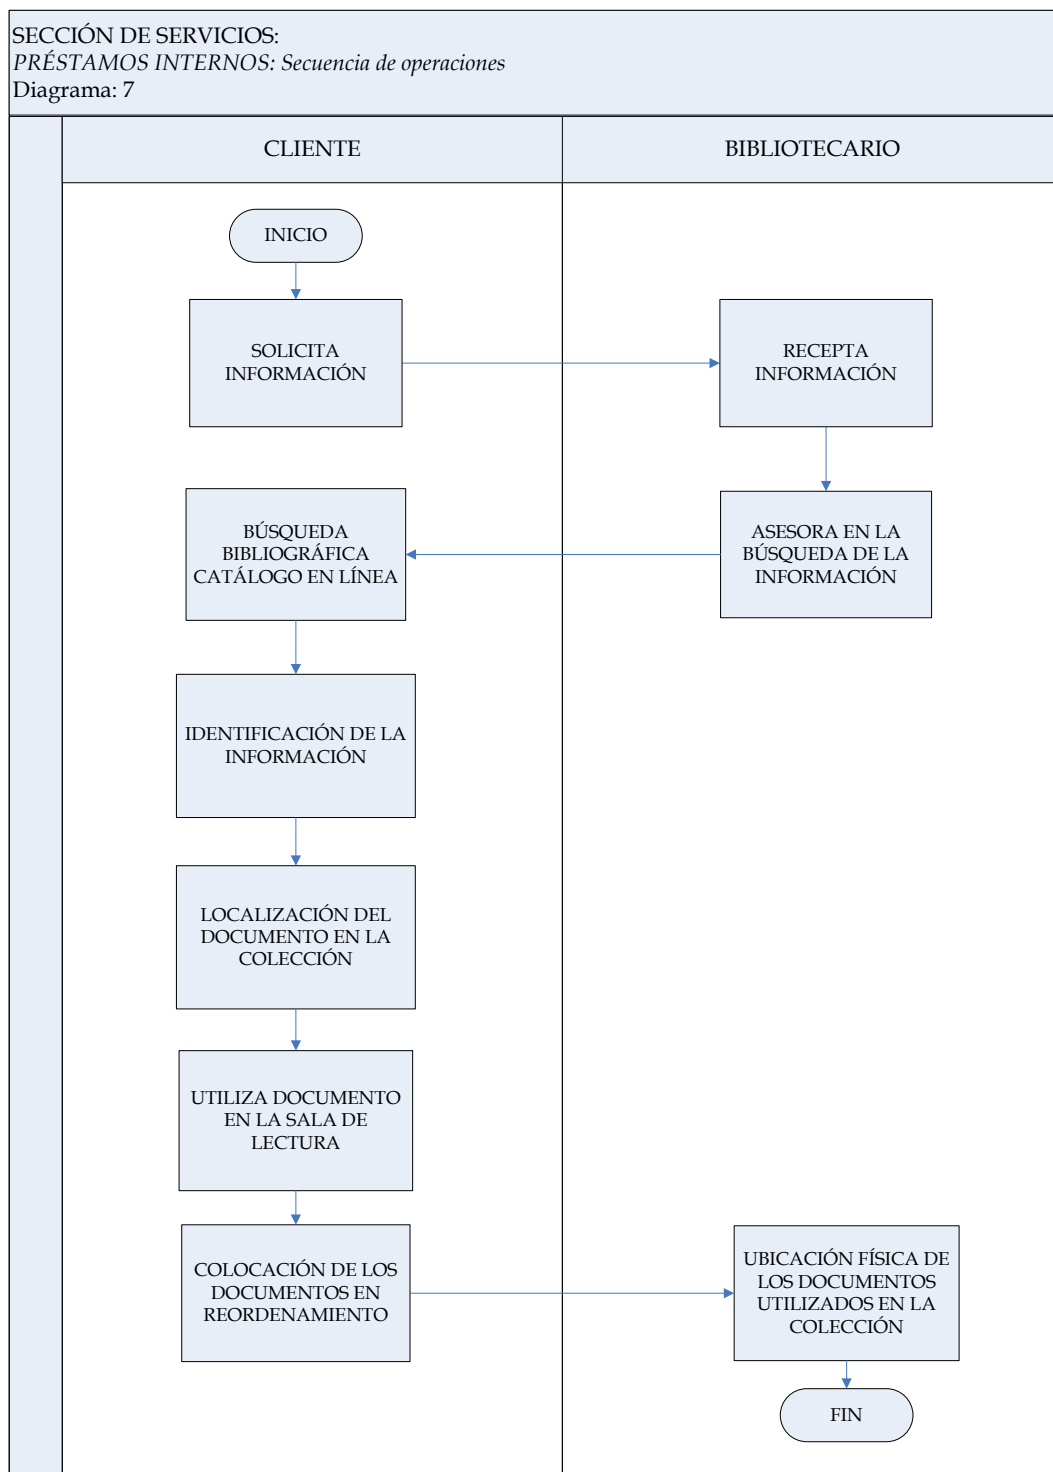 SECCIÓN DE SERVICIOS:
PRÉSTAMOS INTERNOS: Secuencia de operaciones
Diagrama: 7
CLIENTE
BIBLIOTECARIO
INICIO
SOLICITA
INFORMACIÓN
RECEPTA
INFORMACIÓN
ASESORA EN LA
BÚSQUEDA DE LA
INFORMACIÓN
BÚSQUEDA
BIBLIOGRÁFICA
CATÁLOGO EN LÍNEA
IDENTIFICACIÓN DE LA
INFORMACIÓN
LOCALIZACIÓN DEL
DOCUMENTO EN LA
COLECCIÓN
UTILIZA DOCUMENTO
EN LA SALA DE
LECTURA
COLOCACIÓN DE LOS
DOCUMENTOS EN
REORDENAMIENTO
UBICACIÓN FÍSICA DE
LOS DOCUMENTOS
UTILIZADOS EN LA
COLECCIÓN
FIN